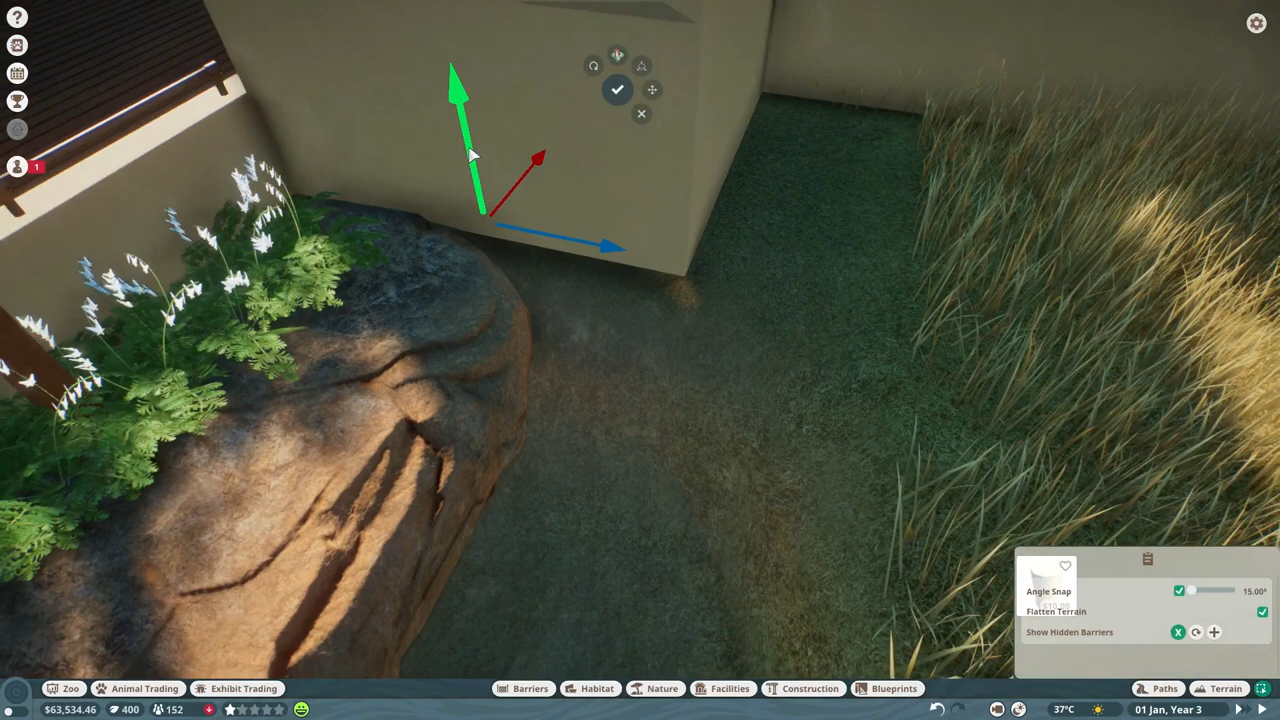 ?
1
Angle Snap
15.00°
Flatten Terrain
Show Hidden Barriers
X
Zoo
Animal Trading
Exhibit Trading
Barriers
Habitat
Nature
Facilities
Construction
Blueprints
Paths
Terrain
$63,534.46
400
152
37°C
01 Jan, Year 3